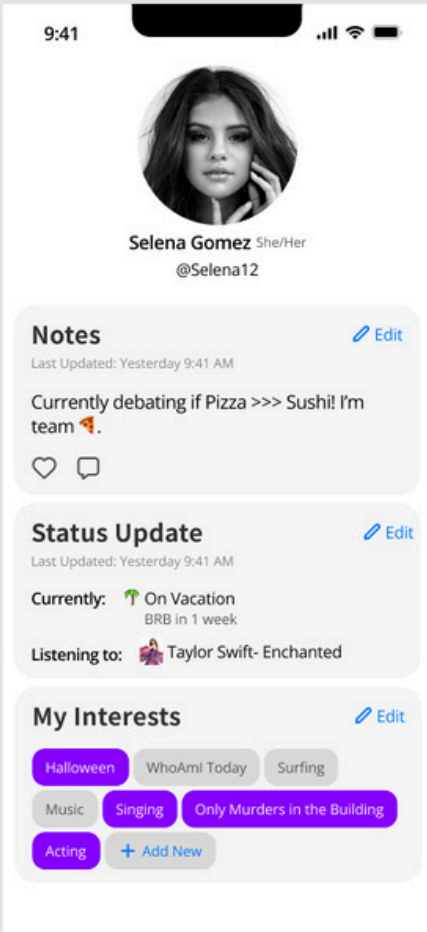 9:41
Selena Gomez She/Her
@Selena12
Notes
Edit
Last Updated: Yesterday 9:41 AM
Currently debating if Pizza >>> Sushi! I'm
team 🍕.
Status Update
Edit
Last Updated: Yesterday 9:41 AM
Currently: 🌴 On Vacation
BRB in 1 week
Listening to: Taylor Swift- Enchanted
My Interests
Edit
Halloween WhoAmI Today Surfing
Music Singing Only Murders in the Building
Acting + Add New